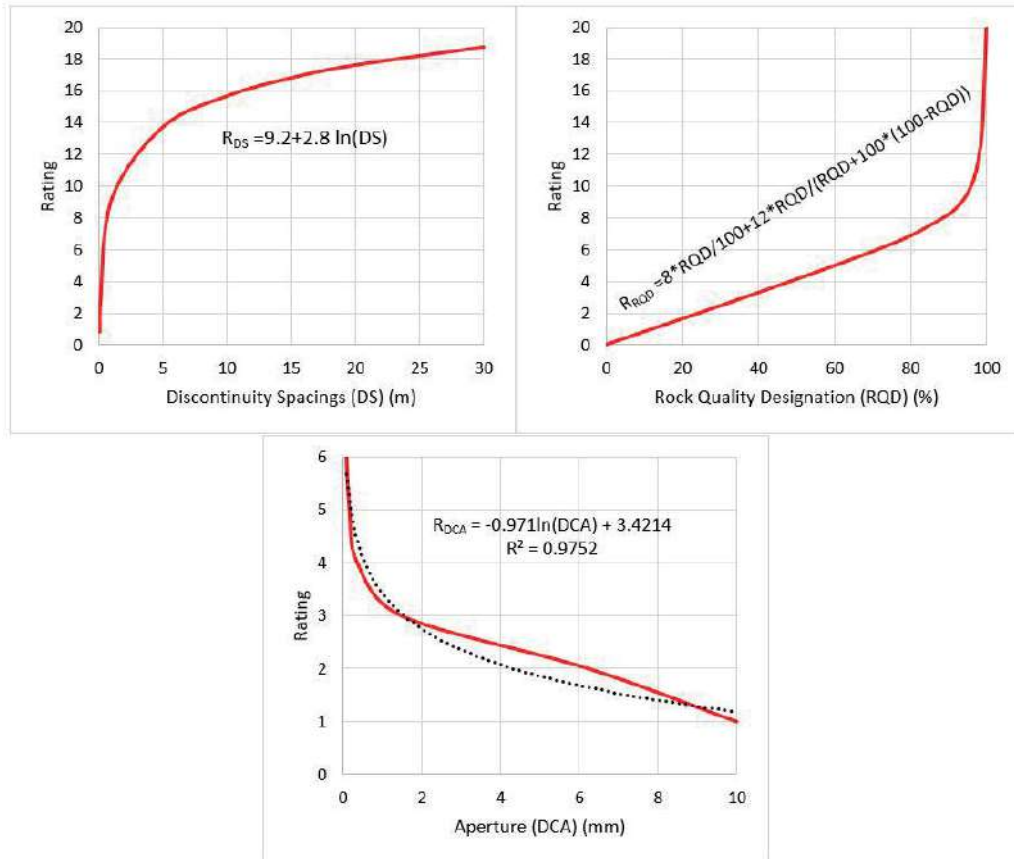 20
18
16
14
12
10
8
6
4
2
0
Rating
R_DS =9.2+2.8 ln(DS)
0 5 10 15 20 25 30
Discontinuity Spacings (DS) (m)
20
18
16
14
12
10
8
6
4
2
0
Rating
R_RQD =8*RQD/100+12*RQD/(RQD+100*(100-RQD))
0 20 40 60 80 100
Rock Quality Designation (RQD) (%)
6
5
4
3
2
1
0
Rating
R_DCA = -0.971ln(DCA) + 3.4214
R² = 0.9752
0 2 4 6 8 10
Aperture (DCA) (mm)